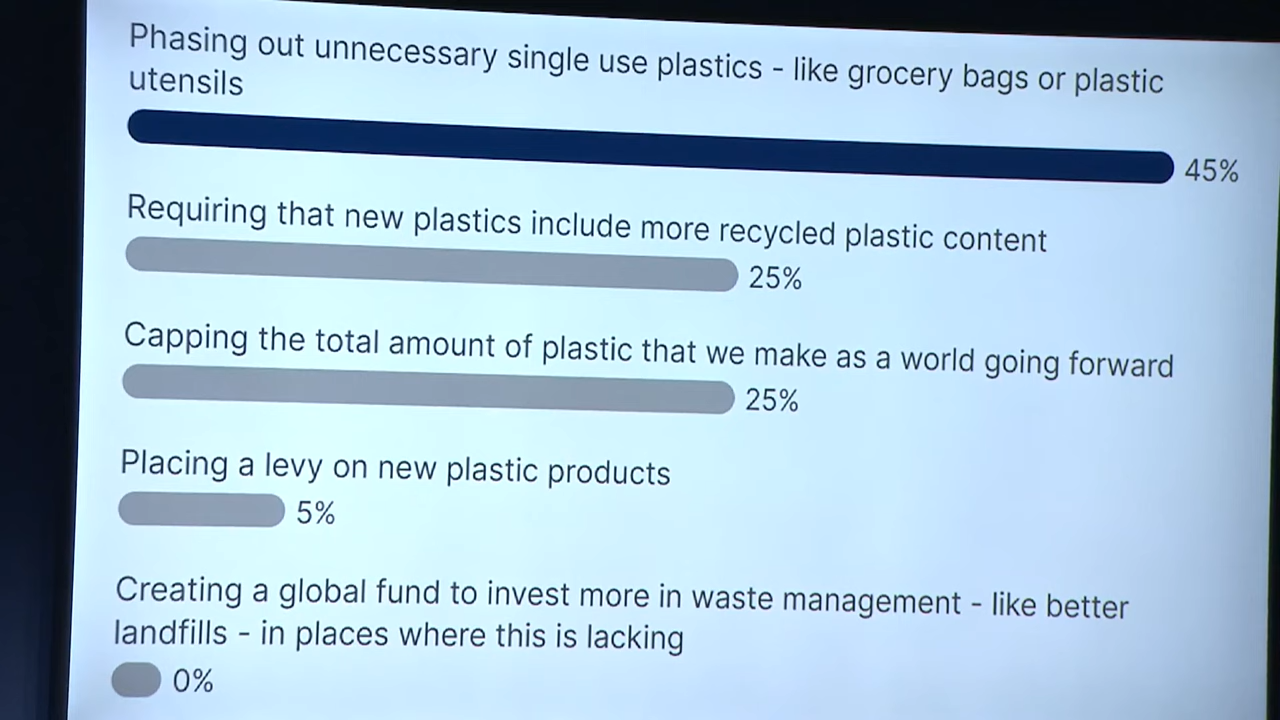 Phasing out unnecessary single use plastics - like grocery bags or plastic
utensils
45%
Requiring that new plastics include more recycled plastic content
25%
Capping the total amount of plastic that we make as a world going forward
25%
Placing a levy on new plastic products
5%
Creating a global fund to invest more in waste management - like better
landfills - in places where this is lacking
0%